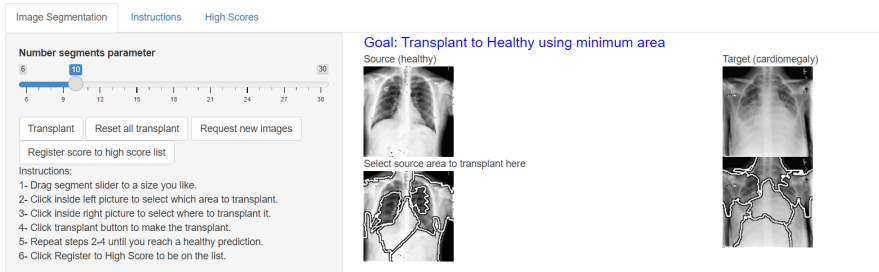 Image Segmentation Instructions High Scores
Number segments parameter
6 10 30
6 9 12 15 18 21 24 27 30
Transplant Reset all transplant Request new images
Register score to high score list
Instructions:
1- Drag segment slider to a size you like.
2- Click inside left picture to select which area to transplant.
3- Click inside right picture to select where to transplant it.
4- Click transplant button to make the transplant.
5- Repeat steps 2-4 until you reach a healthy prediction.
6- Click Register to High Score to be on the list.
Goal: Transplant to Healthy using minimum area
Source (healthy)
Select source area to transplant here
Target (cardiomegaly)